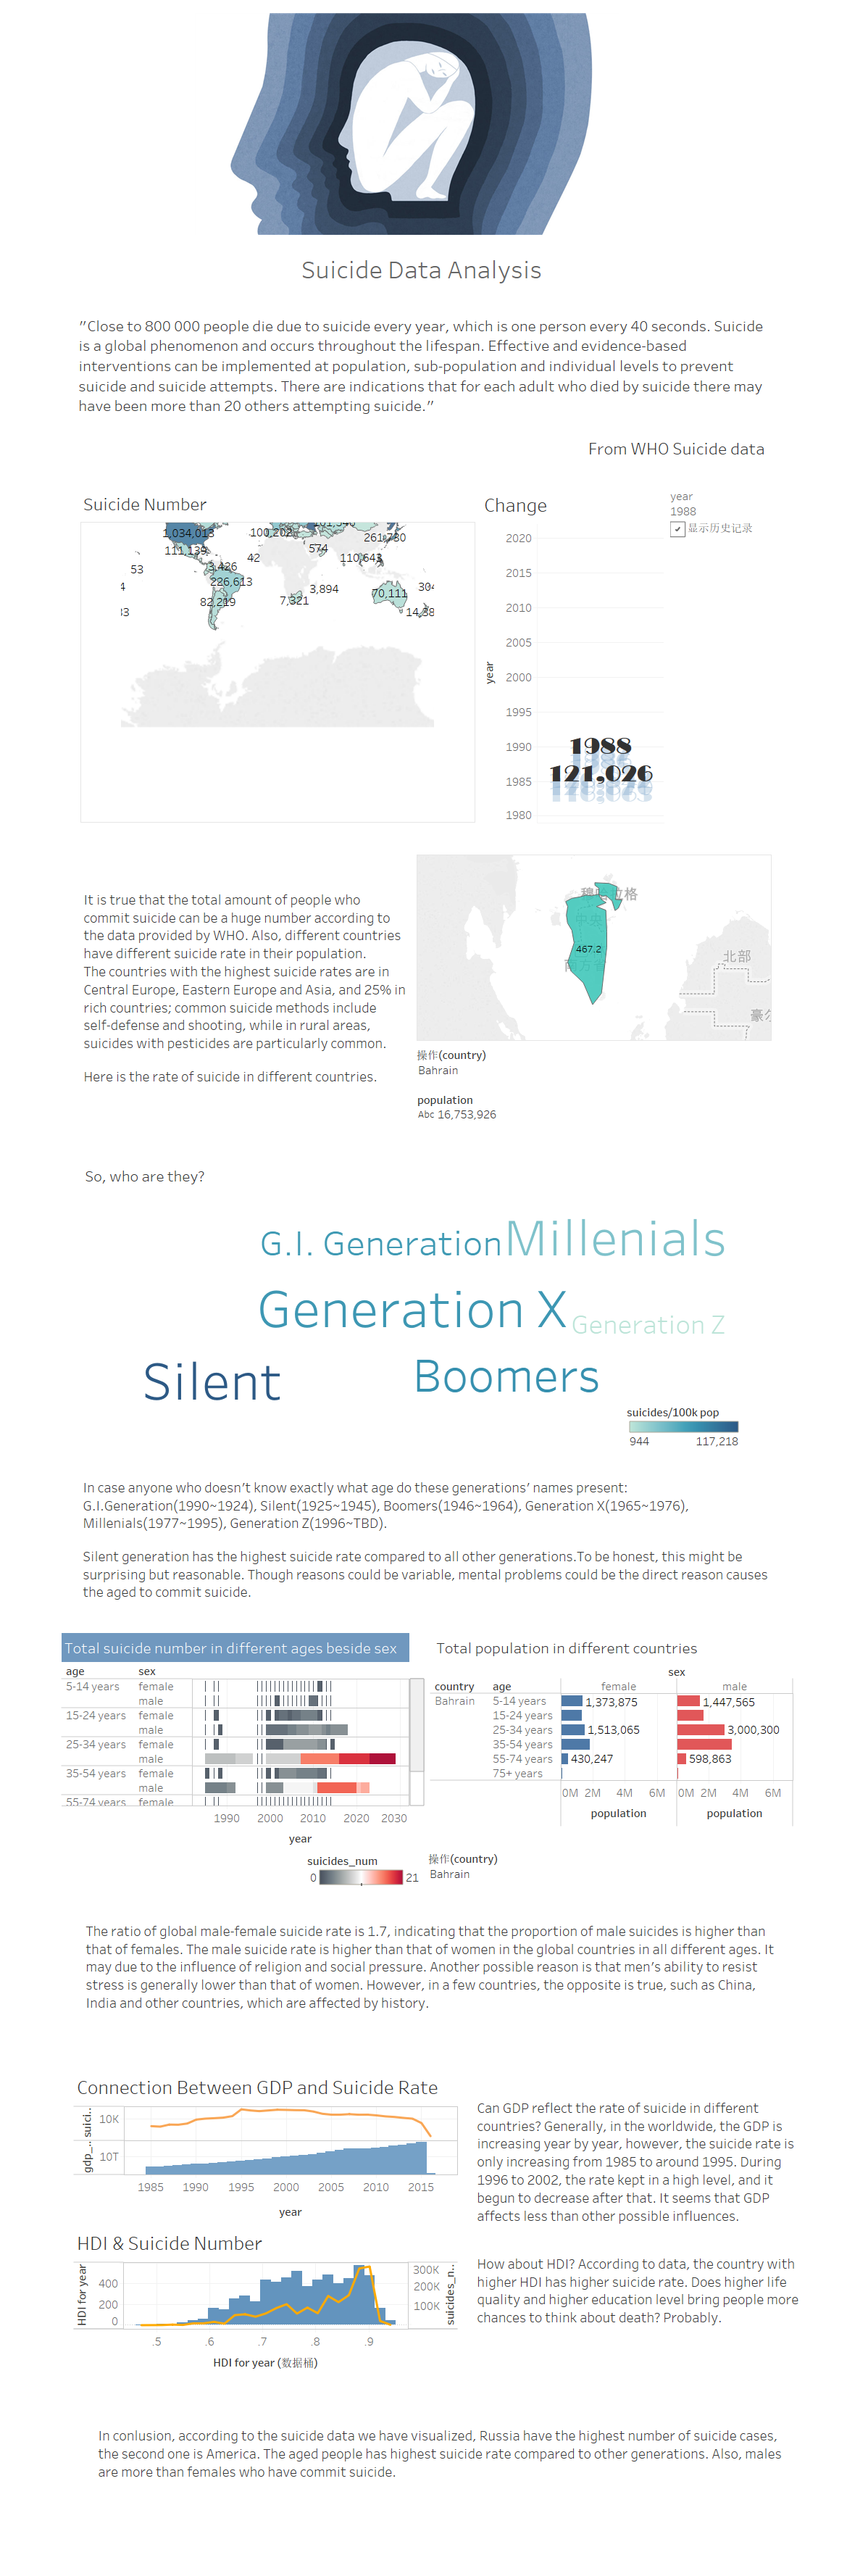 Suicide Data Analysis
"Close to 800 000 people die due to suicide every year, which is one person every 40 seconds. Suicide
is a global phenomenon and occurs throughout the lifespan. Effective and evidence-based
interventions can be implemented at population, sub-population and individual levels to prevent
suicide and suicide attempts. There are indications that for each adult who died by suicide there may
have been more than 20 others attempting suicide."
From WHO Suicide data
Suicide Number
1,034,013
100,202
261,730
111,139
574
42
110,643
53
3,426
226,613
3,894
70,111
82,219
7,321
Change
year
1988
显示历史记录
2020
2015
2010
2005
2000
1995
1990
1985
1980
year
1988
121,026
It is true that the total amount of people who
commit suicide can be a huge number according to
the data provided by WHO. Also, different countries
have different suicide rate in their population.
The countries with the highest suicide rates are in
Central Europe, Eastern Europe and Asia, and 25% in
rich countries; common suicide methods include
self-defense and shooting, while in rural areas,
suicides with pesticides are particularly common.
Here is the rate of suicide in different countries.
中央
467.2
北部
操作(country)
Bahrain
population
Abc 16,753,926
So, who are they?
G.I. Generation Millenials
Generation X Generation Z
Silent Boomers
suicides/100k pop
944 117,218
In case anyone who doesn't know exactly what age do these generations' names present:
G.I.Generation(1990~1924), Silent(1925~1945), Boomers(1946~1964), Generation X(1965~1976),
Millenials(1977~1995), Generation Z(1996~TBD).
Silent generation has the highest suicide rate compared to all other generations.To be honest, this might be
surprising but reasonable. Though reasons could be variable, mental problems could be the direct reason causes
the aged to commit suicide.
Total suicide number in different ages beside sex
age sex
5-14 years female
male
15-24 years female
male
25-34 years female
male
35-54 years female
male
55-74 years female
1990 2000 2010 2020 2030
year
suicides_num
0 21
Total population in different countries
sex
country age female male
Bahrain 5-14 years 1,373,875 1,447,565
15-24 years
25-34 years 1,513,065 3,000,300
35-54 years
55-74 years 430,247 598,863
75+ years
0M 2M 4M 6M 0M 2M 4M 6M
population population
操作(country)
Bahrain
The ratio of global male-female suicide rate is 1.7, indicating that the proportion of male suicides is higher than
that of females. The male suicide rate is higher than that of women in the global countries in all different ages. It
may due to the influence of religion and social pressure. Another possible reason is that men's ability to resist
stress is generally lower than that of women. However, in a few countries, the opposite is true, such as China,
India and other countries, which are affected by history.
Connection Between GDP and Suicide Rate
suici..
10K
gdp_..
10T
1985 1990 1995 2000 2005 2010 2015
year
Can GDP reflect the rate of suicide in different
countries? Generally, in the worldwide, the GDP is
increasing year by year, however, the suicide rate is
only increasing from 1985 to around 1995. During
1996 to 2002, the rate kept in a high level, and it
begun to decrease after that. It seems that GDP
affects less than other possible influences.
HDI & Suicide Number
HDI for year
400
200
0
300K
200K
100K
suicides_n..
.5 .6 .7 .8 .9
HDI for year (数据桶)
How about HDI? According to data, the country with
higher HDI has higher suicide rate. Does higher life
quality and higher education level bring people more
chances to think about death? Probably.
In conlusion, according to the suicide data we have visualized, Russia have the highest number of suicide cases,
the second one is America. The aged people has highest suicide rate compared to other generations. Also, males
are more than females who have commit suicide.